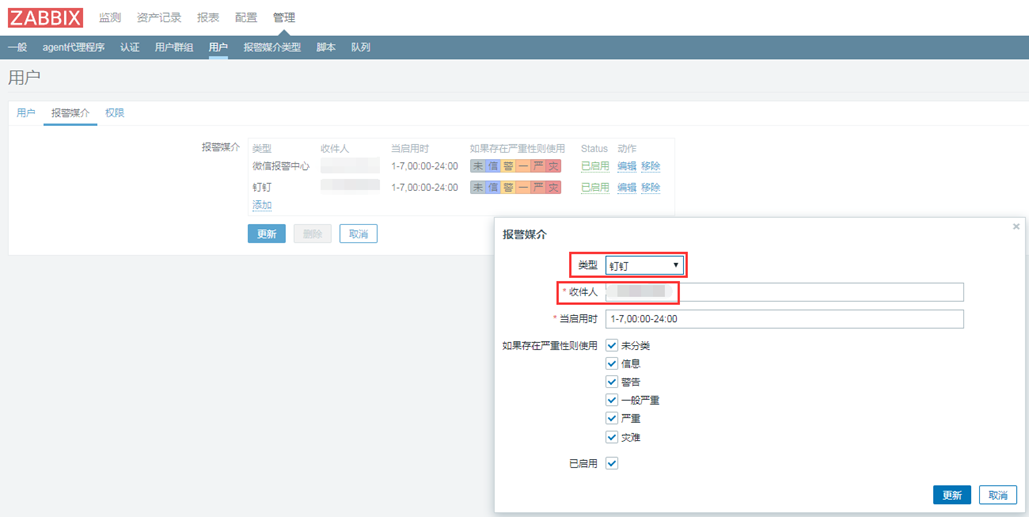 ZABBIX 监测 资产记录 报表 配置 管理
一般 agent代理程序 认证 用户群组 用户 报警媒介类型 脚本 队列
用户
用户 报警媒介 权限
报警媒介 类型 收件人 当启用时 如果存在严重性则使用 Status 动作
微信报警中心 1-7,00:00-24:00 未 信 警 一 严 灾 已启用 编辑 移除
钉钉 1-7,00:00-24:00 未 信 警 一 严 灾 已启用 编辑 移除
添加
更新 删除 取消
报警媒介
类型 钉钉
* 收件人
* 当启用时 1-7,00:00-24:00
如果存在严重性则使用 未分类
信息
警告
一般严重
严重
灾难
已启用
更新 取消